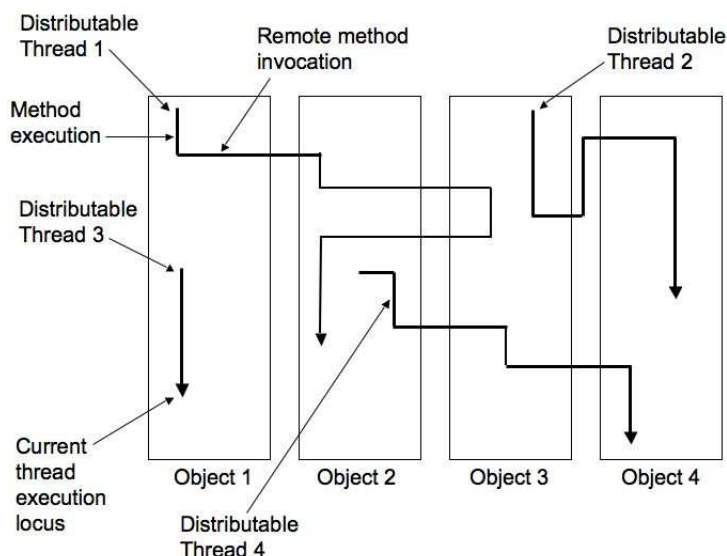 Distributable
Thread 1
Remote method
invocation
Distributable
Thread 2
Method
execution
Distributable
Thread 3
Current
thread
execution
locus
Object 1
Object 2
Object 3
Object 4
Distributable
Thread 4